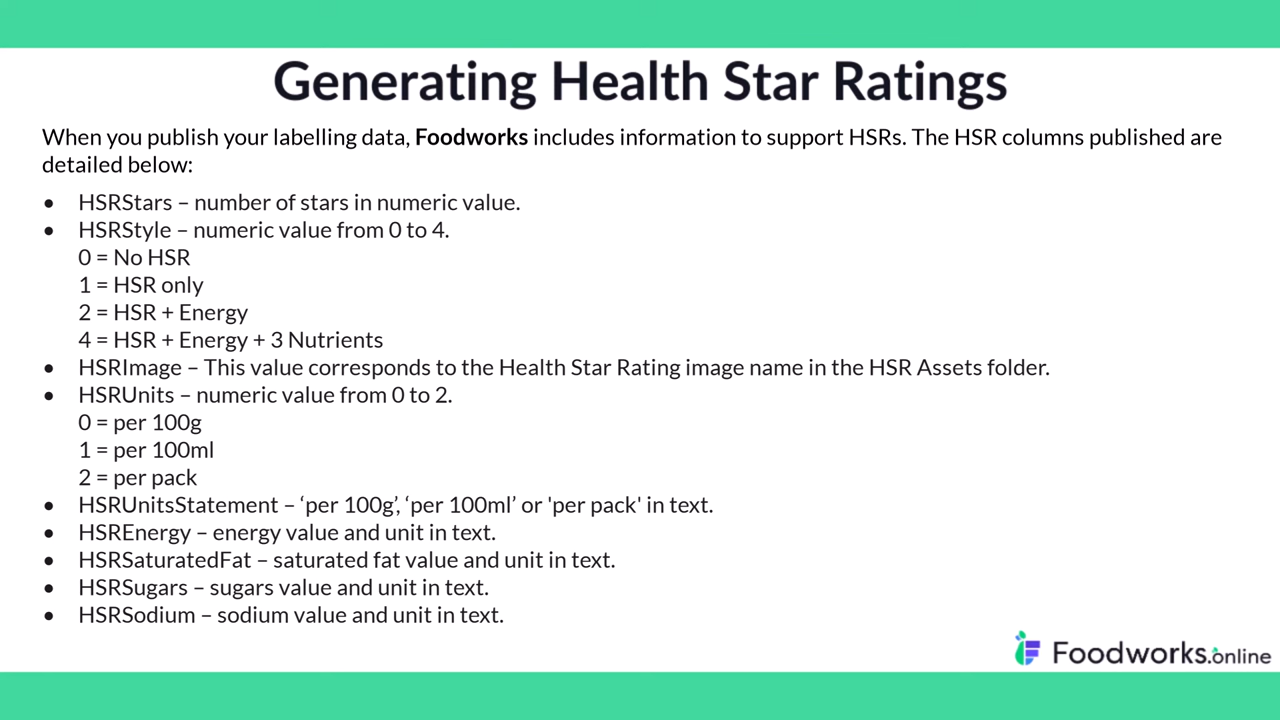 Generating Health Star Ratings
When you publish your labelling data, Foodworks includes information to support HSRs. The HSR columns published are
detailed below:
• HSRStars – number of stars in numeric value.
• HSRStyle – numeric value from 0 to 4.
0 = No HSR
1 = HSR only
2 = HSR + Energy
4 = HSR + Energy + 3 Nutrients
• HSRImage – This value corresponds to the Health Star Rating image name in the HSR Assets folder.
• HSRUnits – numeric value from 0 to 2.
0 = per 100g
1 = per 100ml
2 = per pack
• HSRUnitsStatement – ‘per 100g’, ‘per 100ml’ or 'per pack' in text.
• HSREnergy – energy value and unit in text.
• HSRSaturatedFat – saturated fat value and unit in text.
• HSRSugars – sugars value and unit in text.
• HSRSodium – sodium value and unit in text.
Foodworks.online